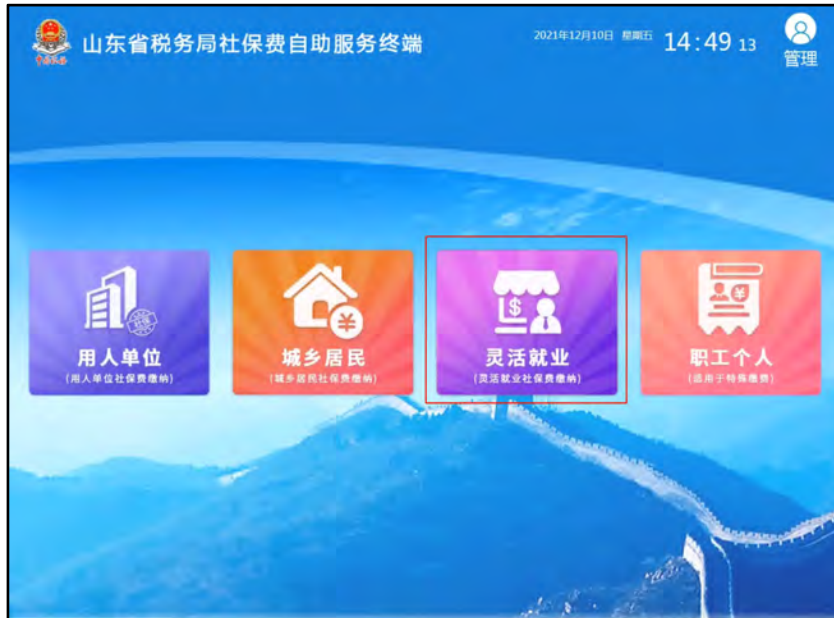 山东省税务局社保费自助服务终端
2021年12月10日 星期五 14:49 13
管理
用人单位
(用人单位社保费缴纳)
城乡居民
(城乡居民社保费缴纳)
灵活就业
(灵活就业社保费缴纳)
职工个人
(适用于特殊缴费)